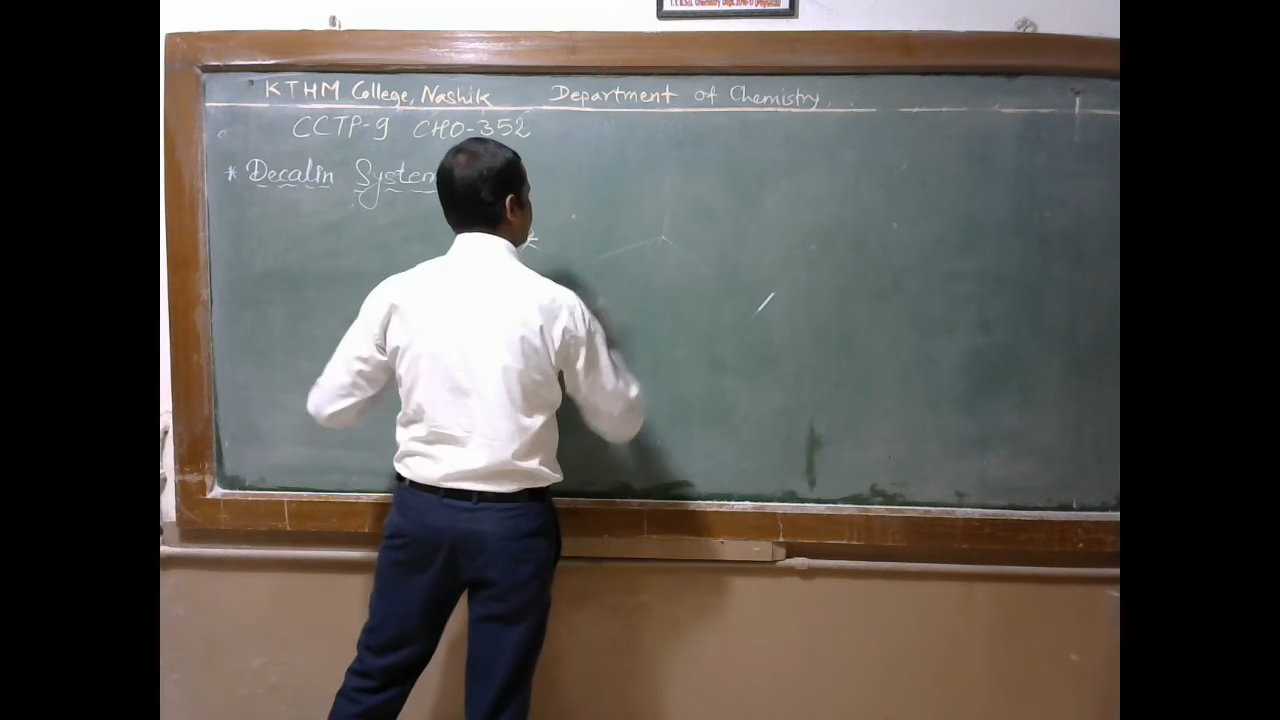 KTHM College, Nashik Department of Chemistry
CCTP-9 CHO-352
* Decalin System